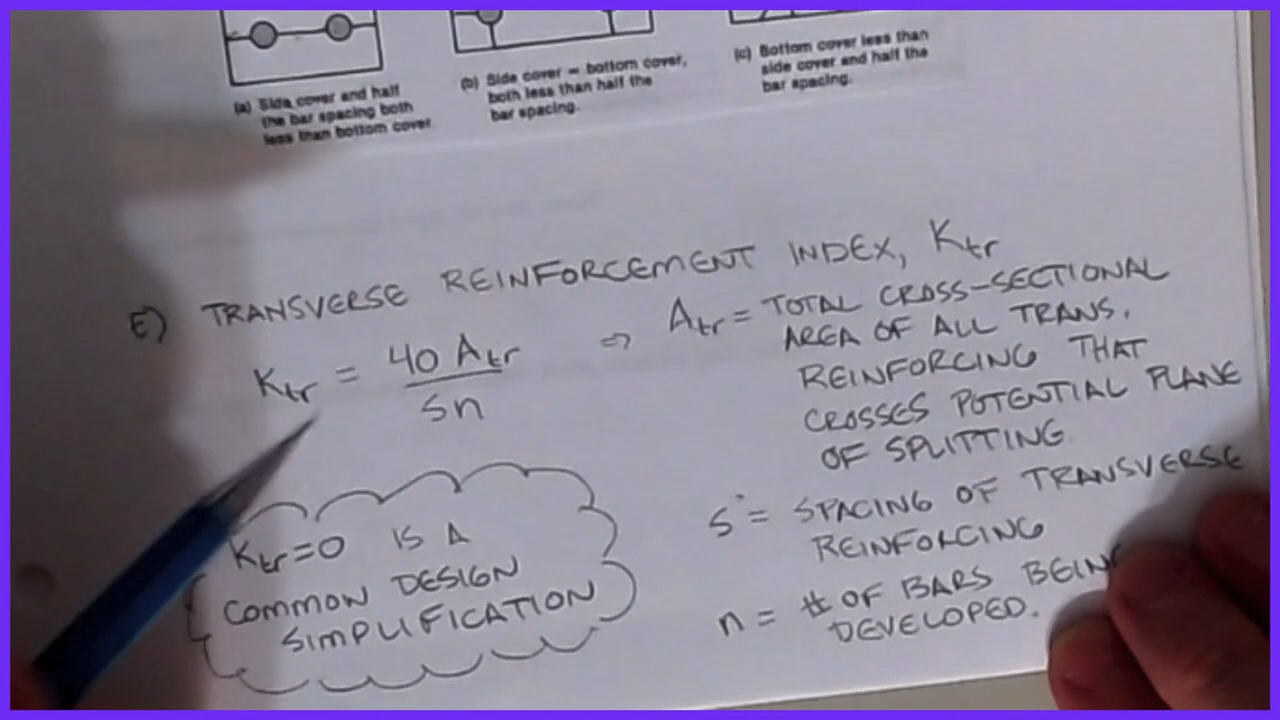 (a) Side cover and half
the bar spacing both
less than bottom cover.
(b) Side cover = bottom cover,
both less than half the
bar spacing.
(c) Bottom cover less than
side cover and half the
bar spacing.
E) TRANSVERSE REINFORCEMENT INDEX, Ktr
Ktr = 40 Atr / sn
⇒ Atr = TOTAL CROSS-SECTIONAL
AREA OF ALL TRANS.
REINFORCING THAT
CROSSES POTENTIAL PLANE
OF SPLITTING.
s = SPACING OF TRANSVERSE
REINFORCING
n = # OF BARS BEING
DEVELOPED.
Ktr=0 IS A
COMMON DESIGN
SIMPLIFICATION